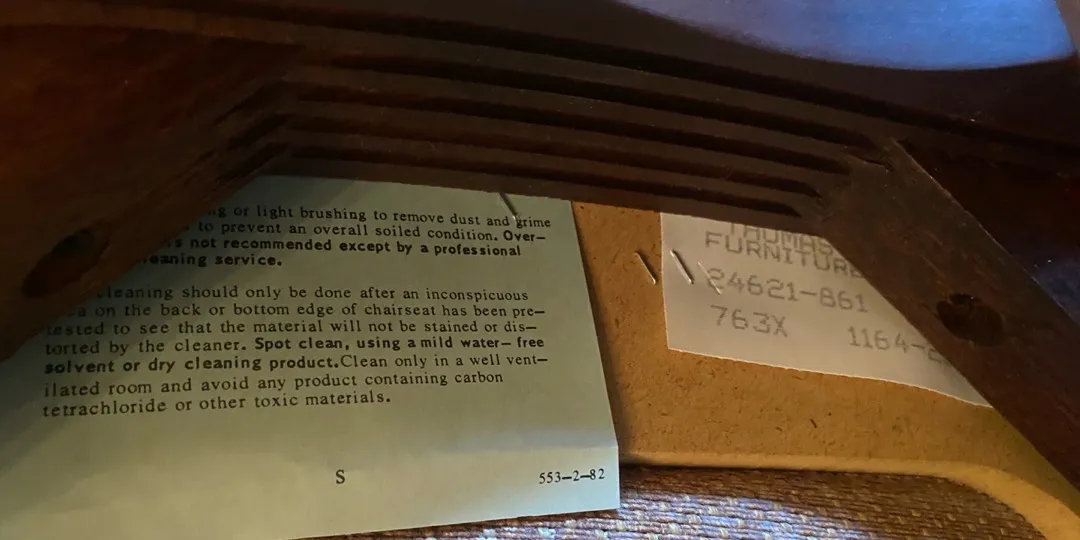 ng or light brushing to remove dust and grime
to prevent an overall soiled condition. Over—
s not recommended except by a professional
eaning service.
leaning should only be done after an inconspicuous
a on the back or bottom edge of chairseat has been pre—
tested to see that the material will not be stained or dis—
torted by the cleaner. Spot clean, using a mild water— free
solvent or dry cleaning product.Clean only in a well vent—
ilated room and avoid any product containing carbon
tetrachloride or other toxic materials.
S 553—2—82
THOMAS
FURNITURE
24621-861
763X 1164-